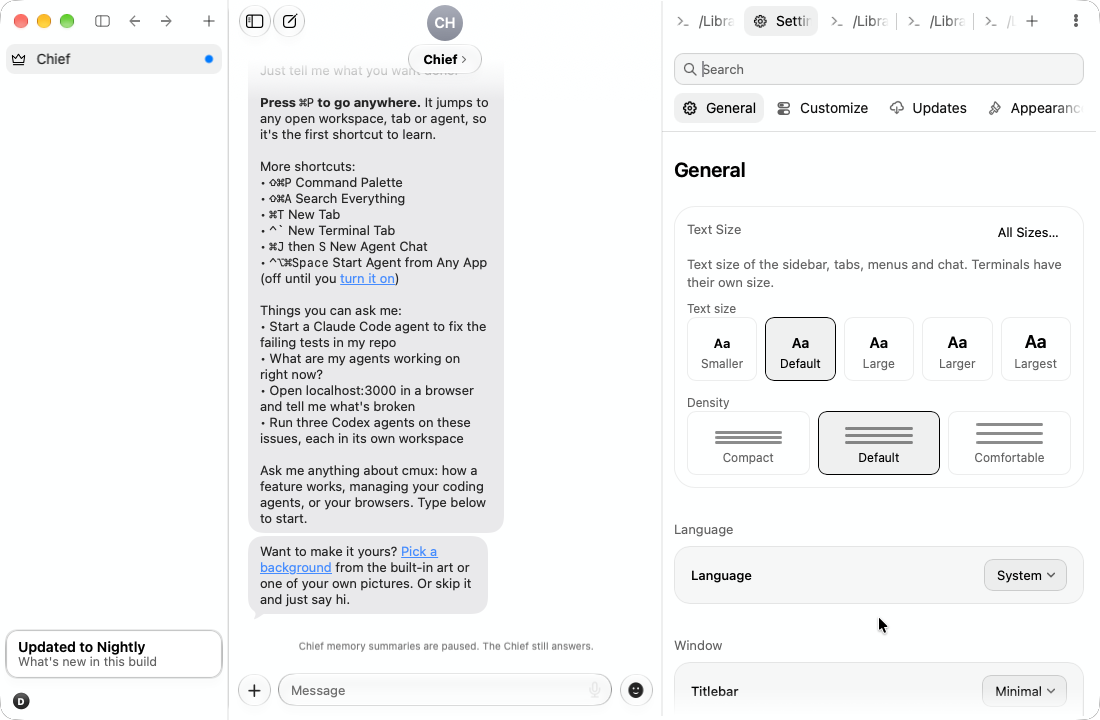 Chief
Updated to Nightly
What's new in this build
D
CH
Chief
Just tell me what you want done.
Press ⌘P to go anywhere. It jumps to
any open workspace, tab or agent, so
it's the first shortcut to learn.
More shortcuts:
• ⇧⌘P Command Palette
• ⇧⌘A Search Everything
• ⌘T New Tab
• ^` New Terminal Tab
• ⌘J then S New Agent Chat
• ^⌥⌘Space Start Agent from Any App
(off until you turn it on)
Things you can ask me:
• Start a Claude Code agent to fix the
failing tests in my repo
• What are my agents working on
right now?
• Open localhost:3000 in a browser
and tell me what's broken
• Run three Codex agents on these
issues, each in its own workspace
Ask me anything about cmux: how a
feature works, managing your coding
agents, or your browsers. Type below
to start.
Want to make it yours? Pick a
background from the built-in art or
one of your own pictures. Or skip it
and just say hi.
Chief memory summaries are paused. The Chief still answers.
Message
/Libra Settin /Libra /Libra
Search
General Customize Updates Appearanc
General
Text Size
All Sizes...
Text size of the sidebar, tabs, menus and chat. Terminals have
their own size.
Text size
Aa Aa Aa Aa Aa
Smaller Default Large Larger Largest
Density
Compact Default Comfortable
Language
Language System
Window
Titlebar Minimal